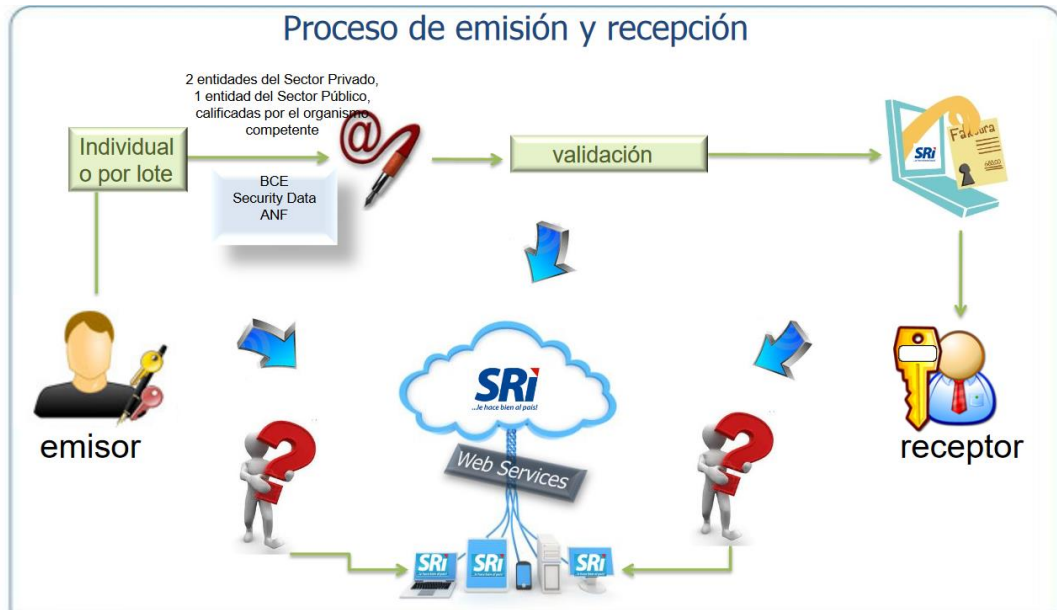 Proceso de emisión y recepción
2 entidades del Sector Privado,
1 entidad del Sector Público,
calificadas por el organismo
competente
Individual
o por lote
@
validación
BCE
Security Data
ANF
SRi
Factura
emisor
SRi
...le hace bien al país!
receptor
Web Services
SRi
SRi
SRi